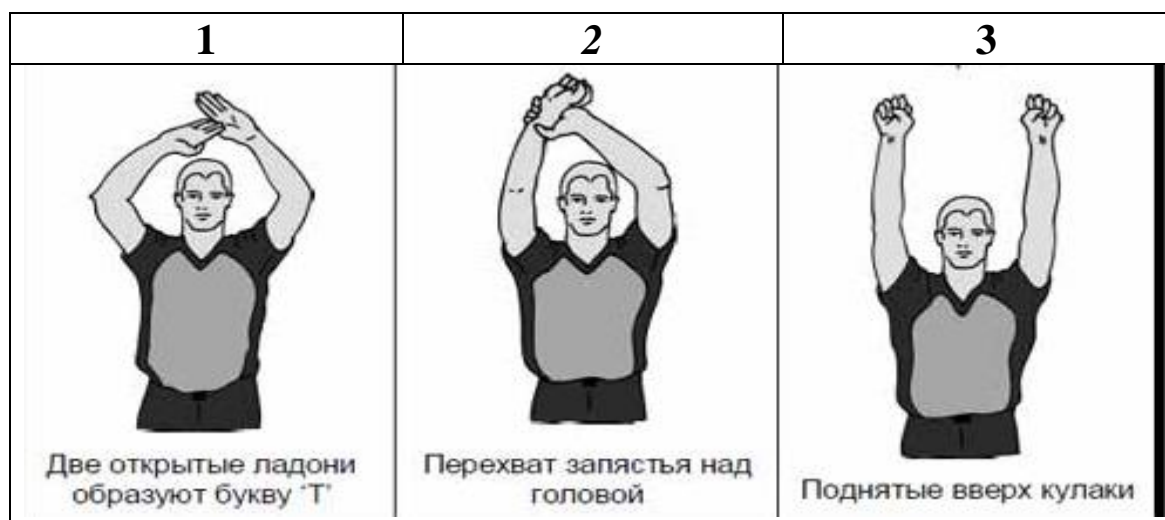 1
2
3
Две открытые ладони
образуют букву "Т"
Перехват запястья над
головой
Поднятые вверх кулаки